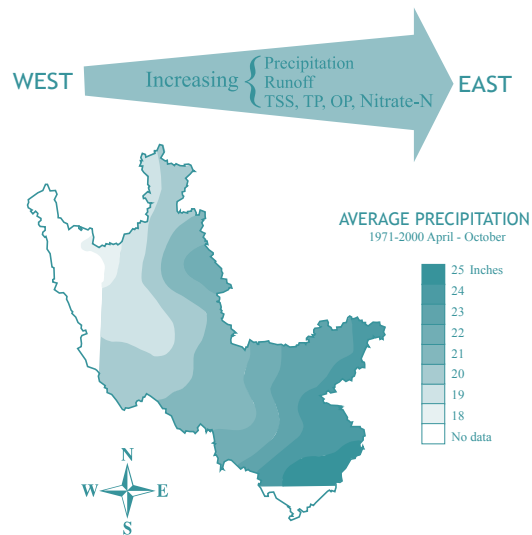 WEST
Increasing { Precipitation
Runoff
TSS, TP, OP, Nitrate-N
EAST
AVERAGE PRECIPITATION
1971-2000 April - October
25 Inches
24
23
22
21
20
19
18
No data
N
W E
S